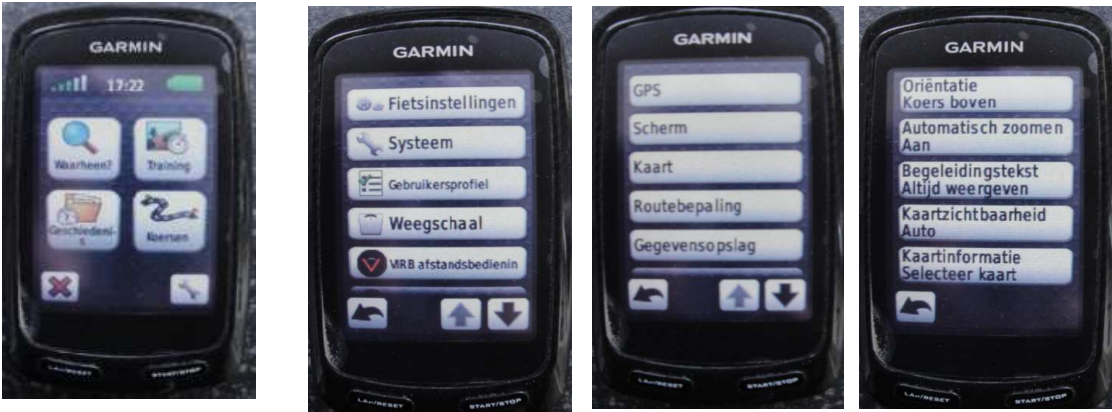 GARMIN
17:22
Waarheen?
Training
Geschiedeni-
s
Koersen
LAP/RESET
START/STOP
GARMIN
Fietsinstellingen
Systeem
Gebruikersprofiel
Weegschaal
VIRB afstandsbedienin
LAP/RESET
START/STOP
GARMIN
GPS
Scherm
Kaart
Routebepaling
Gegevensopslag
LAP/RESET
START/STOP
GARMIN
Oriëntatie
Koers boven
Automatisch zoomen
Aan
Begeleidingstekst
Altijd weergeven
Kaartzichtbaarheid
Auto
Kaartinformatie
Selecteer kaart
LAP/RESET
START/STOP